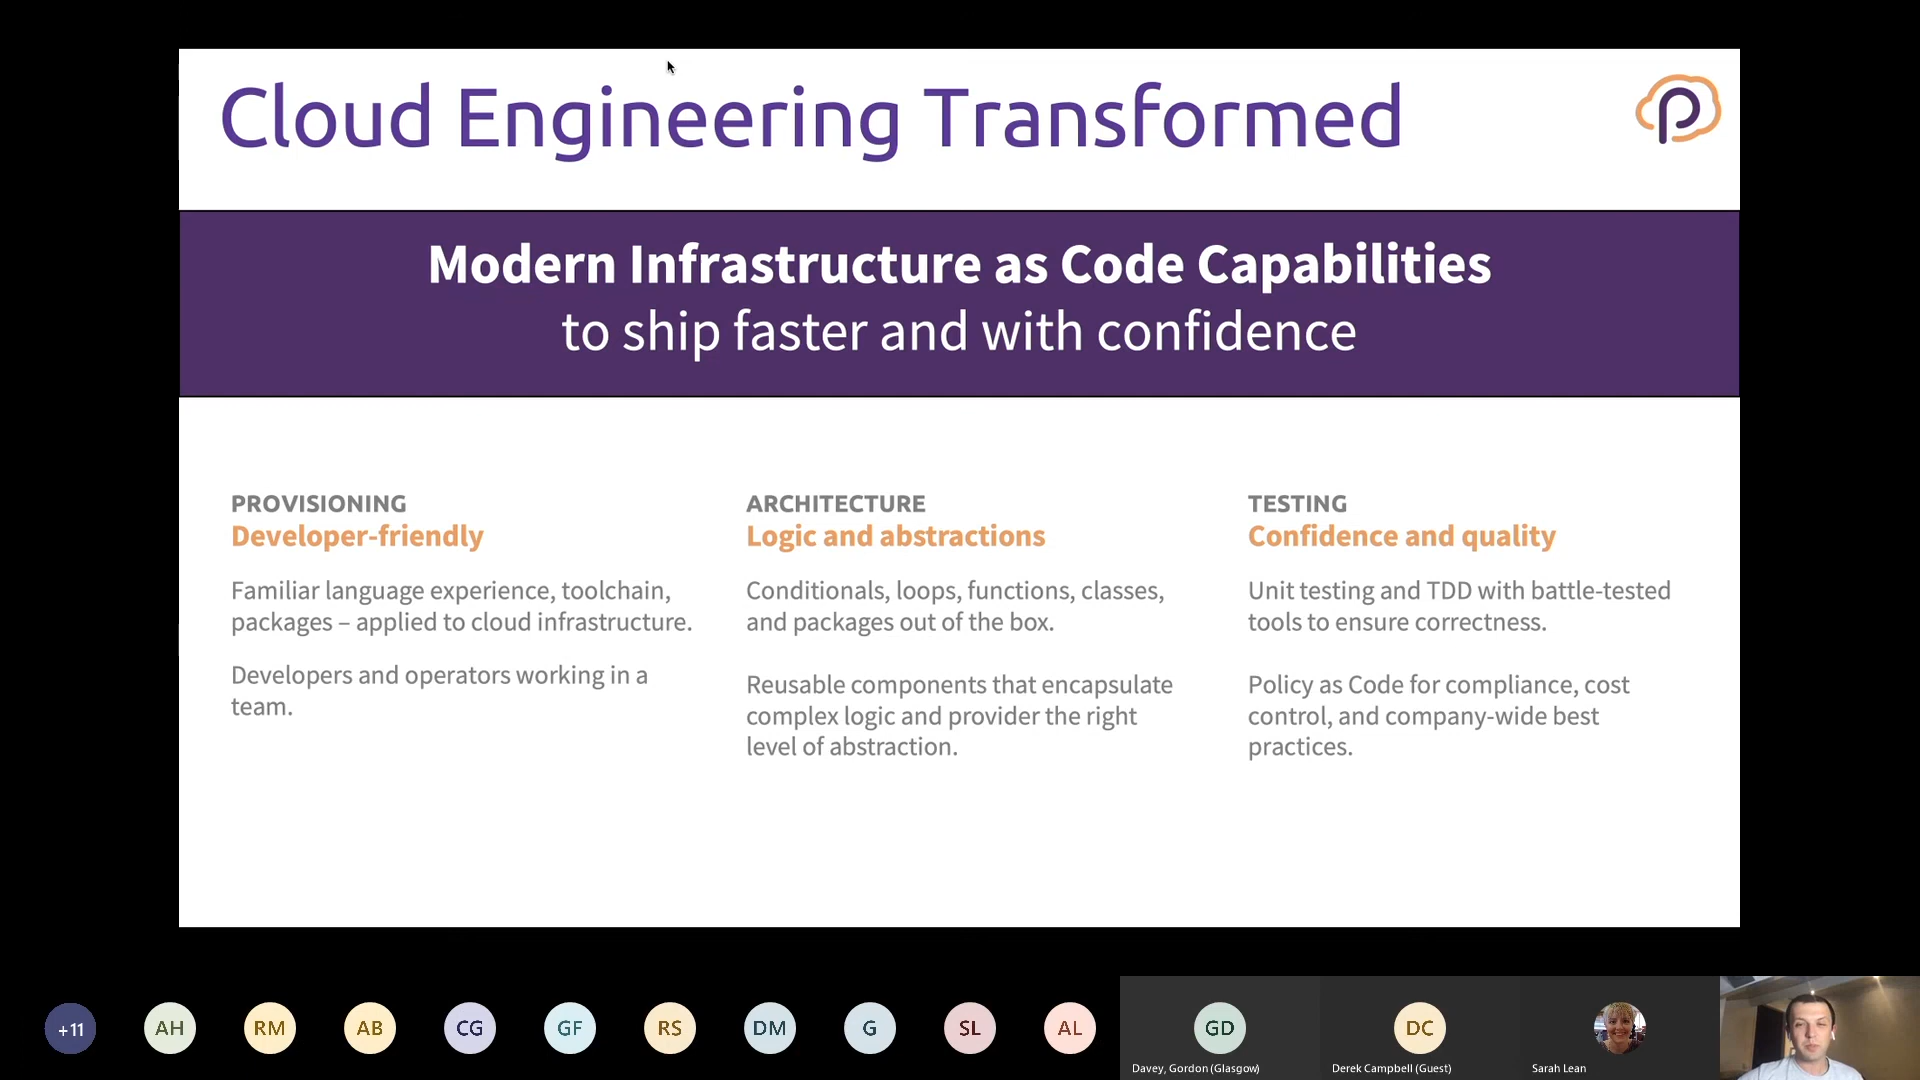 Cloud Engineering Transformed
Modern Infrastructure as Code Capabilities
to ship faster and with confidence
PROVISIONING
Developer-friendly
Familiar language experience, toolchain,
packages – applied to cloud infrastructure.
Developers and operators working in a
team.
ARCHITECTURE
Logic and abstractions
Conditionals, loops, functions, classes,
and packages out of the box.
Reusable components that encapsulate
complex logic and provider the right
level of abstraction.
TESTING
Confidence and quality
Unit testing and TDD with battle-tested
tools to ensure correctness.
Policy as Code for compliance, cost
control, and company-wide best
practices.
+11
AH
RM
AB
CG
GF
RS
DM
G
SL
AL
GD
Davey, Gordon (Glasgow)
DC
Derek Campbell (Guest)
Sarah Lean